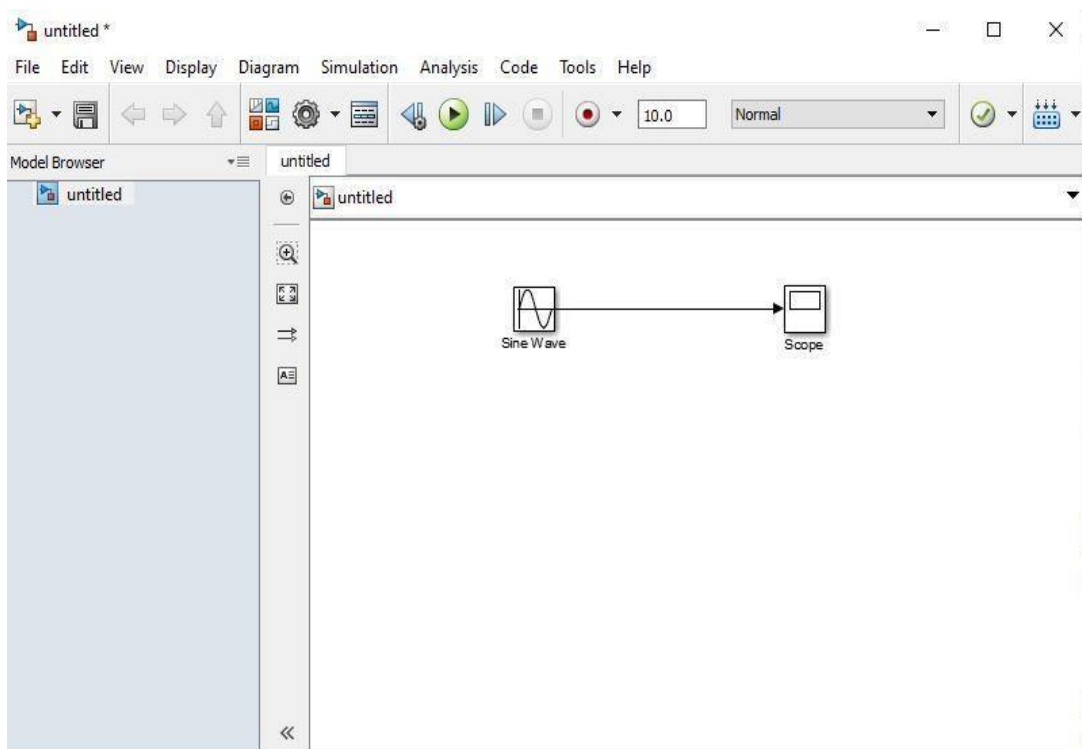 untitled *
File Edit View Display Diagram Simulation Analysis Code Tools Help
10.0 Normal
Model Browser untitled
untitled untitled
A
Sine Wave Scope